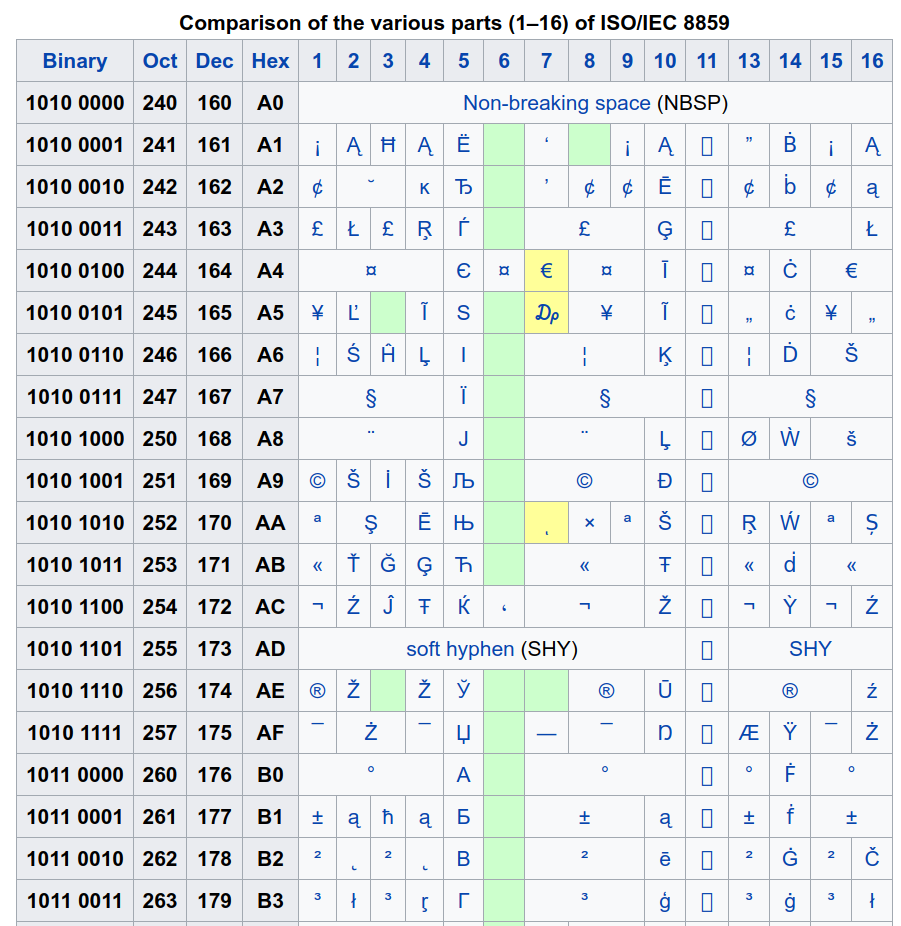 Comparison of the various parts (1–16) of ISO/IEC 8859
Binary Oct Dec Hex 1 2 3 4 5 6 7 8 9 10 11 13 14 15 16
1010 0000 240 160 A0 Non-breaking space (NBSP)
1010 0001 241 161 A1 ¡ Ą Ħ Ą Ё ‘ ¡ Ą ” Ḃ ¡ Ą
1010 0010 242 162 A2 ¢ ˘ ĸ Ђ ’ ¢ ¢ Ē ¢ ḃ ¢ ą
1010 0011 243 163 A3 £ Ł £ Ŗ Ѓ £ Ģ £ Ł
1010 0100 244 164 A4 ¤ Є ¤ € ¤ Ī ¤ Ċ €
1010 0101 245 165 A5 ¥ Ľ Ĩ Ѕ ₯ ¥ Ĩ „ ċ ¥ „
1010 0110 246 166 A6 ¦ Ś Ĥ Ļ І ¦ Ķ ¦ Ḋ Š
1010 0111 247 167 A7 § Ї § §
1010 1000 250 168 A8 ¨ Ј ¨ Ļ Ø Ẁ š
1010 1001 251 169 A9 © Š İ Š Љ © Đ ©
1010 1010 252 170 AA ª Ş Ē Њ ͺ × ª Š Ŗ Ẃ ª Ș
1010 1011 253 171 AB « Ť Ğ Ģ Ћ « Ŧ « ḋ «
1010 1100 254 172 AC ¬ Ź Ĵ Ŧ Ќ ، ¬ Ž ¬ Ỳ ¬ Ź
1010 1101 255 173 AD soft hyphen (SHY) SHY
1010 1110 256 174 AE ® Ž Ž Ў ® Ū ® ź
1010 1111 257 175 AF ¯ Ż ¯ Џ — ¯ Ŋ Æ Ÿ ¯ Ż
1011 0000 260 176 B0 ° А ° ° Ḟ °
1011 0001 261 177 B1 ± ą ħ ą Б ± ą ± ḟ ±
1011 0010 262 178 B2 ² ˛ ² ˛ В ² ē ² Ġ ² Č
1011 0011 263 179 B3 ³ ł ³ ŗ Г ³ ģ ³ ġ ³ ł